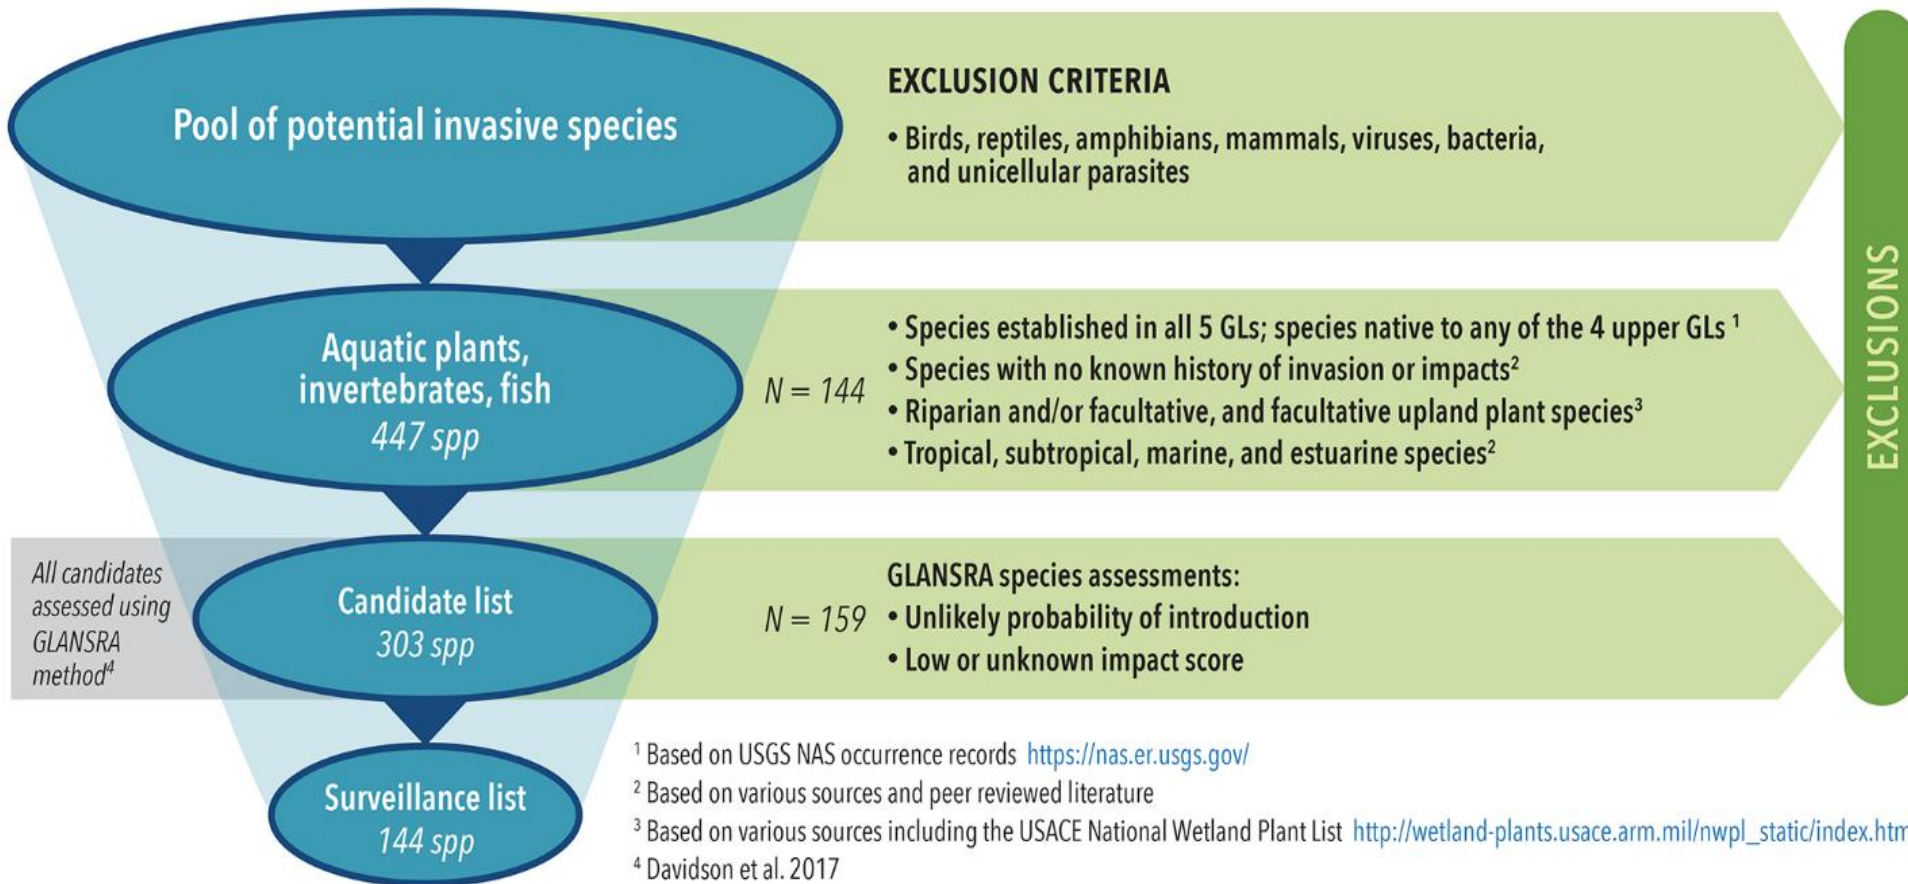 Pool of potential invasive species
EXCLUSION CRITERIA
• Birds, reptiles, amphibians, mammals, viruses, bacteria,
and unicellular parasites
Aquatic plants,
invertebrates, fish
447 spp
N = 144
• Species established in all 5 GLs; species native to any of the 4 upper GLs ¹
• Species with no known history of invasion or impacts²
• Riparian and/or facultative, and facultative upland plant species³
• Tropical, subtropical, marine, and estuarine species²
All candidates
assessed using
GLANSRA
method⁴
Candidate list
303 spp
N = 159
GLANSRA species assessments:
• Unlikely probability of introduction
• Low or unknown impact score
Surveillance list
144 spp
EXCLUSIONS
¹ Based on USGS NAS occurrence records https://nas.er.usgs.gov/
² Based on various sources and peer reviewed literature
³ Based on various sources including the USACE National Wetland Plant List http://wetland-plants.usace.arm.mil/nwpl_static/index.htm
⁴ Davidson et al. 2017